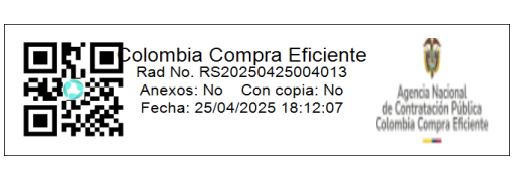 Colombia Compra Eficiente
Rad No. RS20250425004013
Anexos: No Con copia: No
Fecha: 25/04/2025 18:12:07
Agencia Nacional
de Contratación Pública
Colombia Compra Eficiente